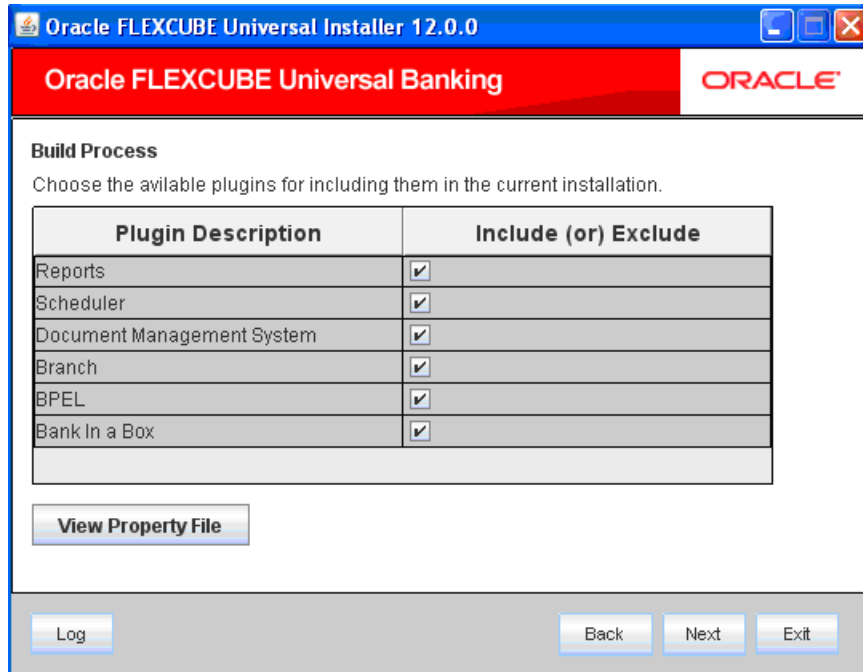 Oracle FLEXCUBE Universal Installer 12.0.0
Oracle FLEXCUBE Universal Banking
ORACLE
Build Process
Choose the avilable plugins for including them in the current installation.
Plugin Description Include (or) Exclude
Reports
Scheduler
Document Management System
Branch
BPEL
Bank In a Box
View Property File
Log Back Next Exit